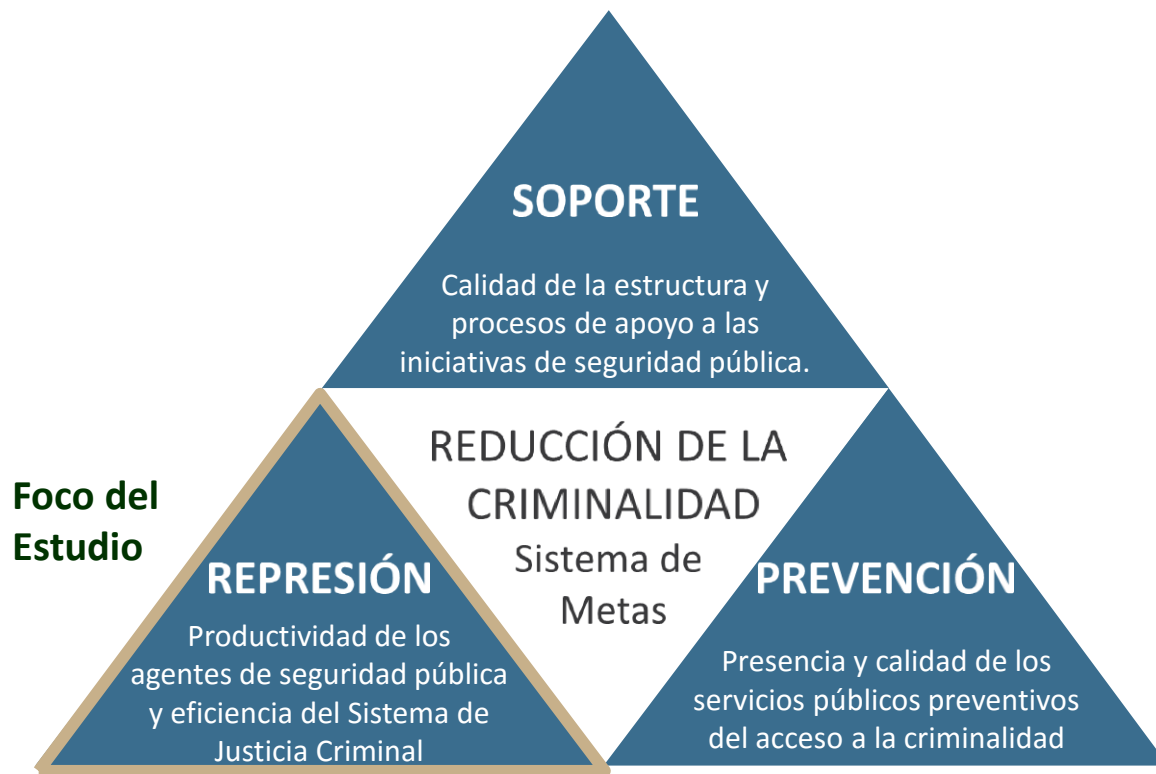 SOPORTE
Calidad de la estructura y
procesos de apoyo a las
iniciativas de seguridad pública.
REDUCCIÓN DE LA
CRIMINALIDAD
Sistema de
Metas
Foco del
Estudio
REPRESIÓN
Productividad de los
agentes de seguridad pública
y eficiencia del Sistema de
Justicia Criminal
PREVENCIÓN
Presencia y calidad de los
servicios públicos preventivos
del acceso a la criminalidad